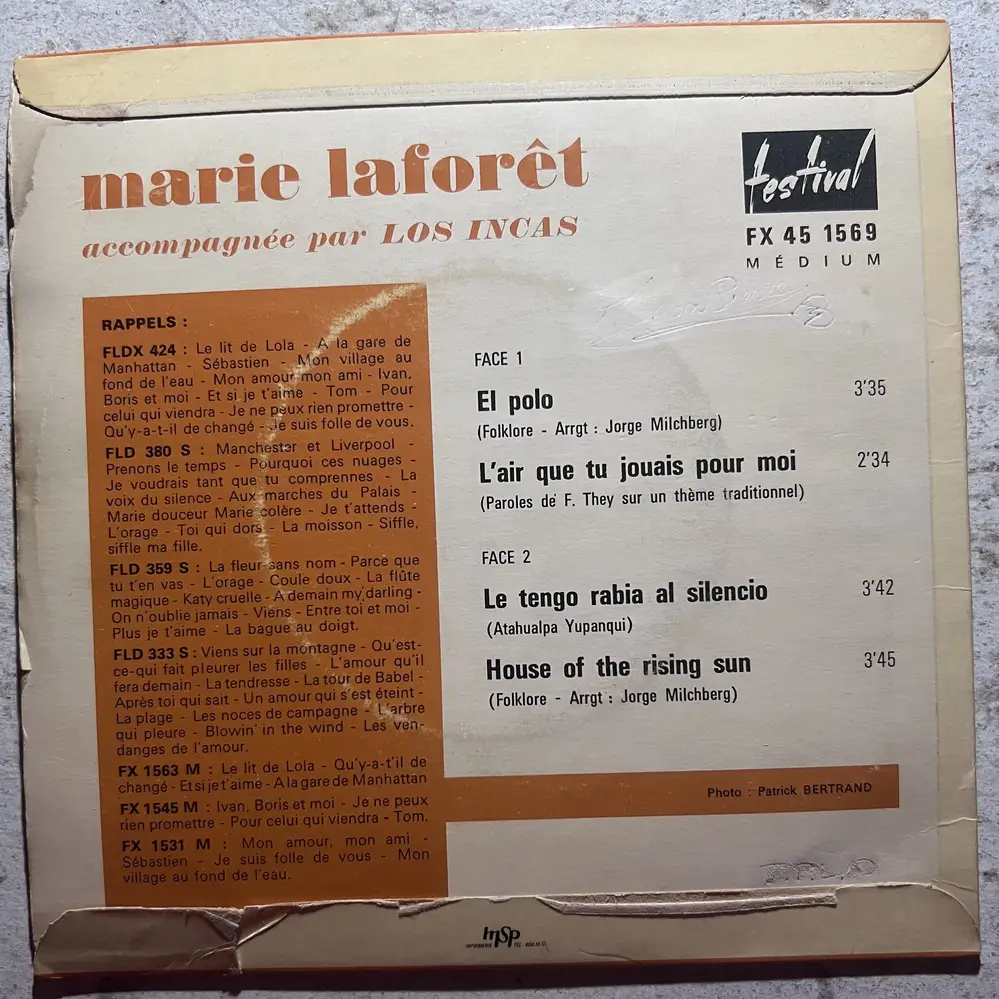 marie laforêt
accompagnée par LOS INCAS
festival
FX 45 1569
MÉDIUM
RAPPELS :
FLDX 424 : Le lit de Lola - A la gare de
Manhattan - Sébastien - Mon village au
fond de l'eau - Mon amour mon ami - Ivan,
Boris et moi - Et si je t'aime - Tom - Pour
celui qui viendra - Je ne peux rien promettre -
Qu'y-a-t-il de changé - Je suis folle de vous.
FLD 380 S : Manchester et Liverpool -
Prenons le temps - Pourquoi ces nuages -
Je voudrais tant que tu comprennes - La
voix du silence - Aux marches du Palais -
Marie douceur Marie colère - Je t'attends -
L'orage - Toi qui dors - La moisson - Siffle,
siffle ma fille.
FLD 359 S : La fleur sans nom - Parce que
tu t'en vas - L'orage - Coule doux - La flûte
magique - Katy cruelle - A demain my darling -
On n'oublie jamais - Viens - Entre toi et moi -
Plus je t'aime - La bague au doigt.
FLD 333 S : Viens sur la montagne - Qu'est-
ce-qui fait pleurer les filles - L'amour qu'il
fera demain - La tendresse - La tour de Babel -
Après toi qui sait - Un amour qui s'est éteint -
La plage - Les noces de campagne - L'arbre
qui pleure - Blowin' in the wind - Les ven-
danges de l'amour.
FX 1563 M : Le lit de Lola - Qu'y-a-t'il de
changé - Et si je t'aime - A la gare de Manhattan
FX 1545 M : Ivan, Boris et moi - Je ne peux
rien promettre - Pour celui qui viendra - Tom.
FX 1531 M : Mon amour, mon ami -
Sébastien - Je suis folle de vous - Mon
village au fond de l'eau.
FACE 1
El polo 3'35
(Folklore - Arrgt : Jorge Milchberg)
L'air que tu jouais pour moi 2'34
(Paroles de F. They sur un thème traditionnel)
FACE 2
Le tengo rabia al silencio 3'42
(Atahualpa Yupanqui)
House of the rising sun 3'45
(Folklore - Arrgt : Jorge Milchberg)
Photo : Patrick BERTRAND
msp
IMPRIMERIE